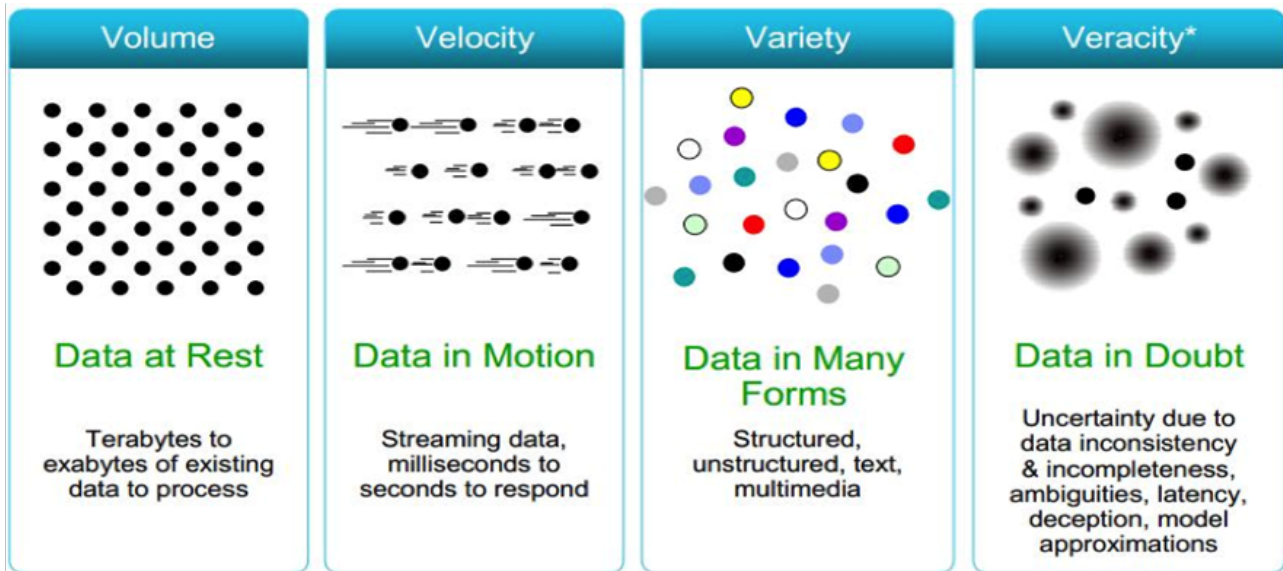 Volume
Data at Rest
Terabytes to
exabytes of existing
data to process
Velocity
Data in Motion
Streaming data,
milliseconds to
seconds to respond
Variety
Data in Many
Forms
Structured,
unstructured, text,
multimedia
Veracity*
Data in Doubt
Uncertainty due to
data inconsistency
& incompleteness,
ambiguities, latency,
deception, model
approximations